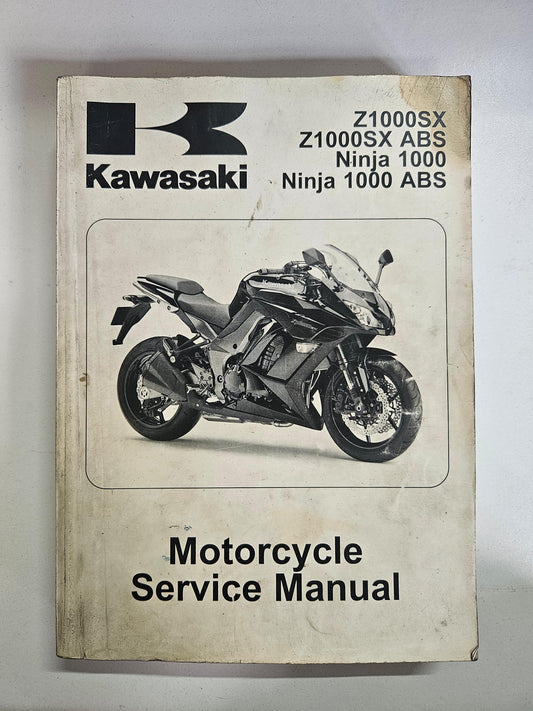 Kawasaki
Z1000SX
Z1000SX ABS
Ninja 1000
Ninja 1000 ABS
Motorcycle
Service Manual